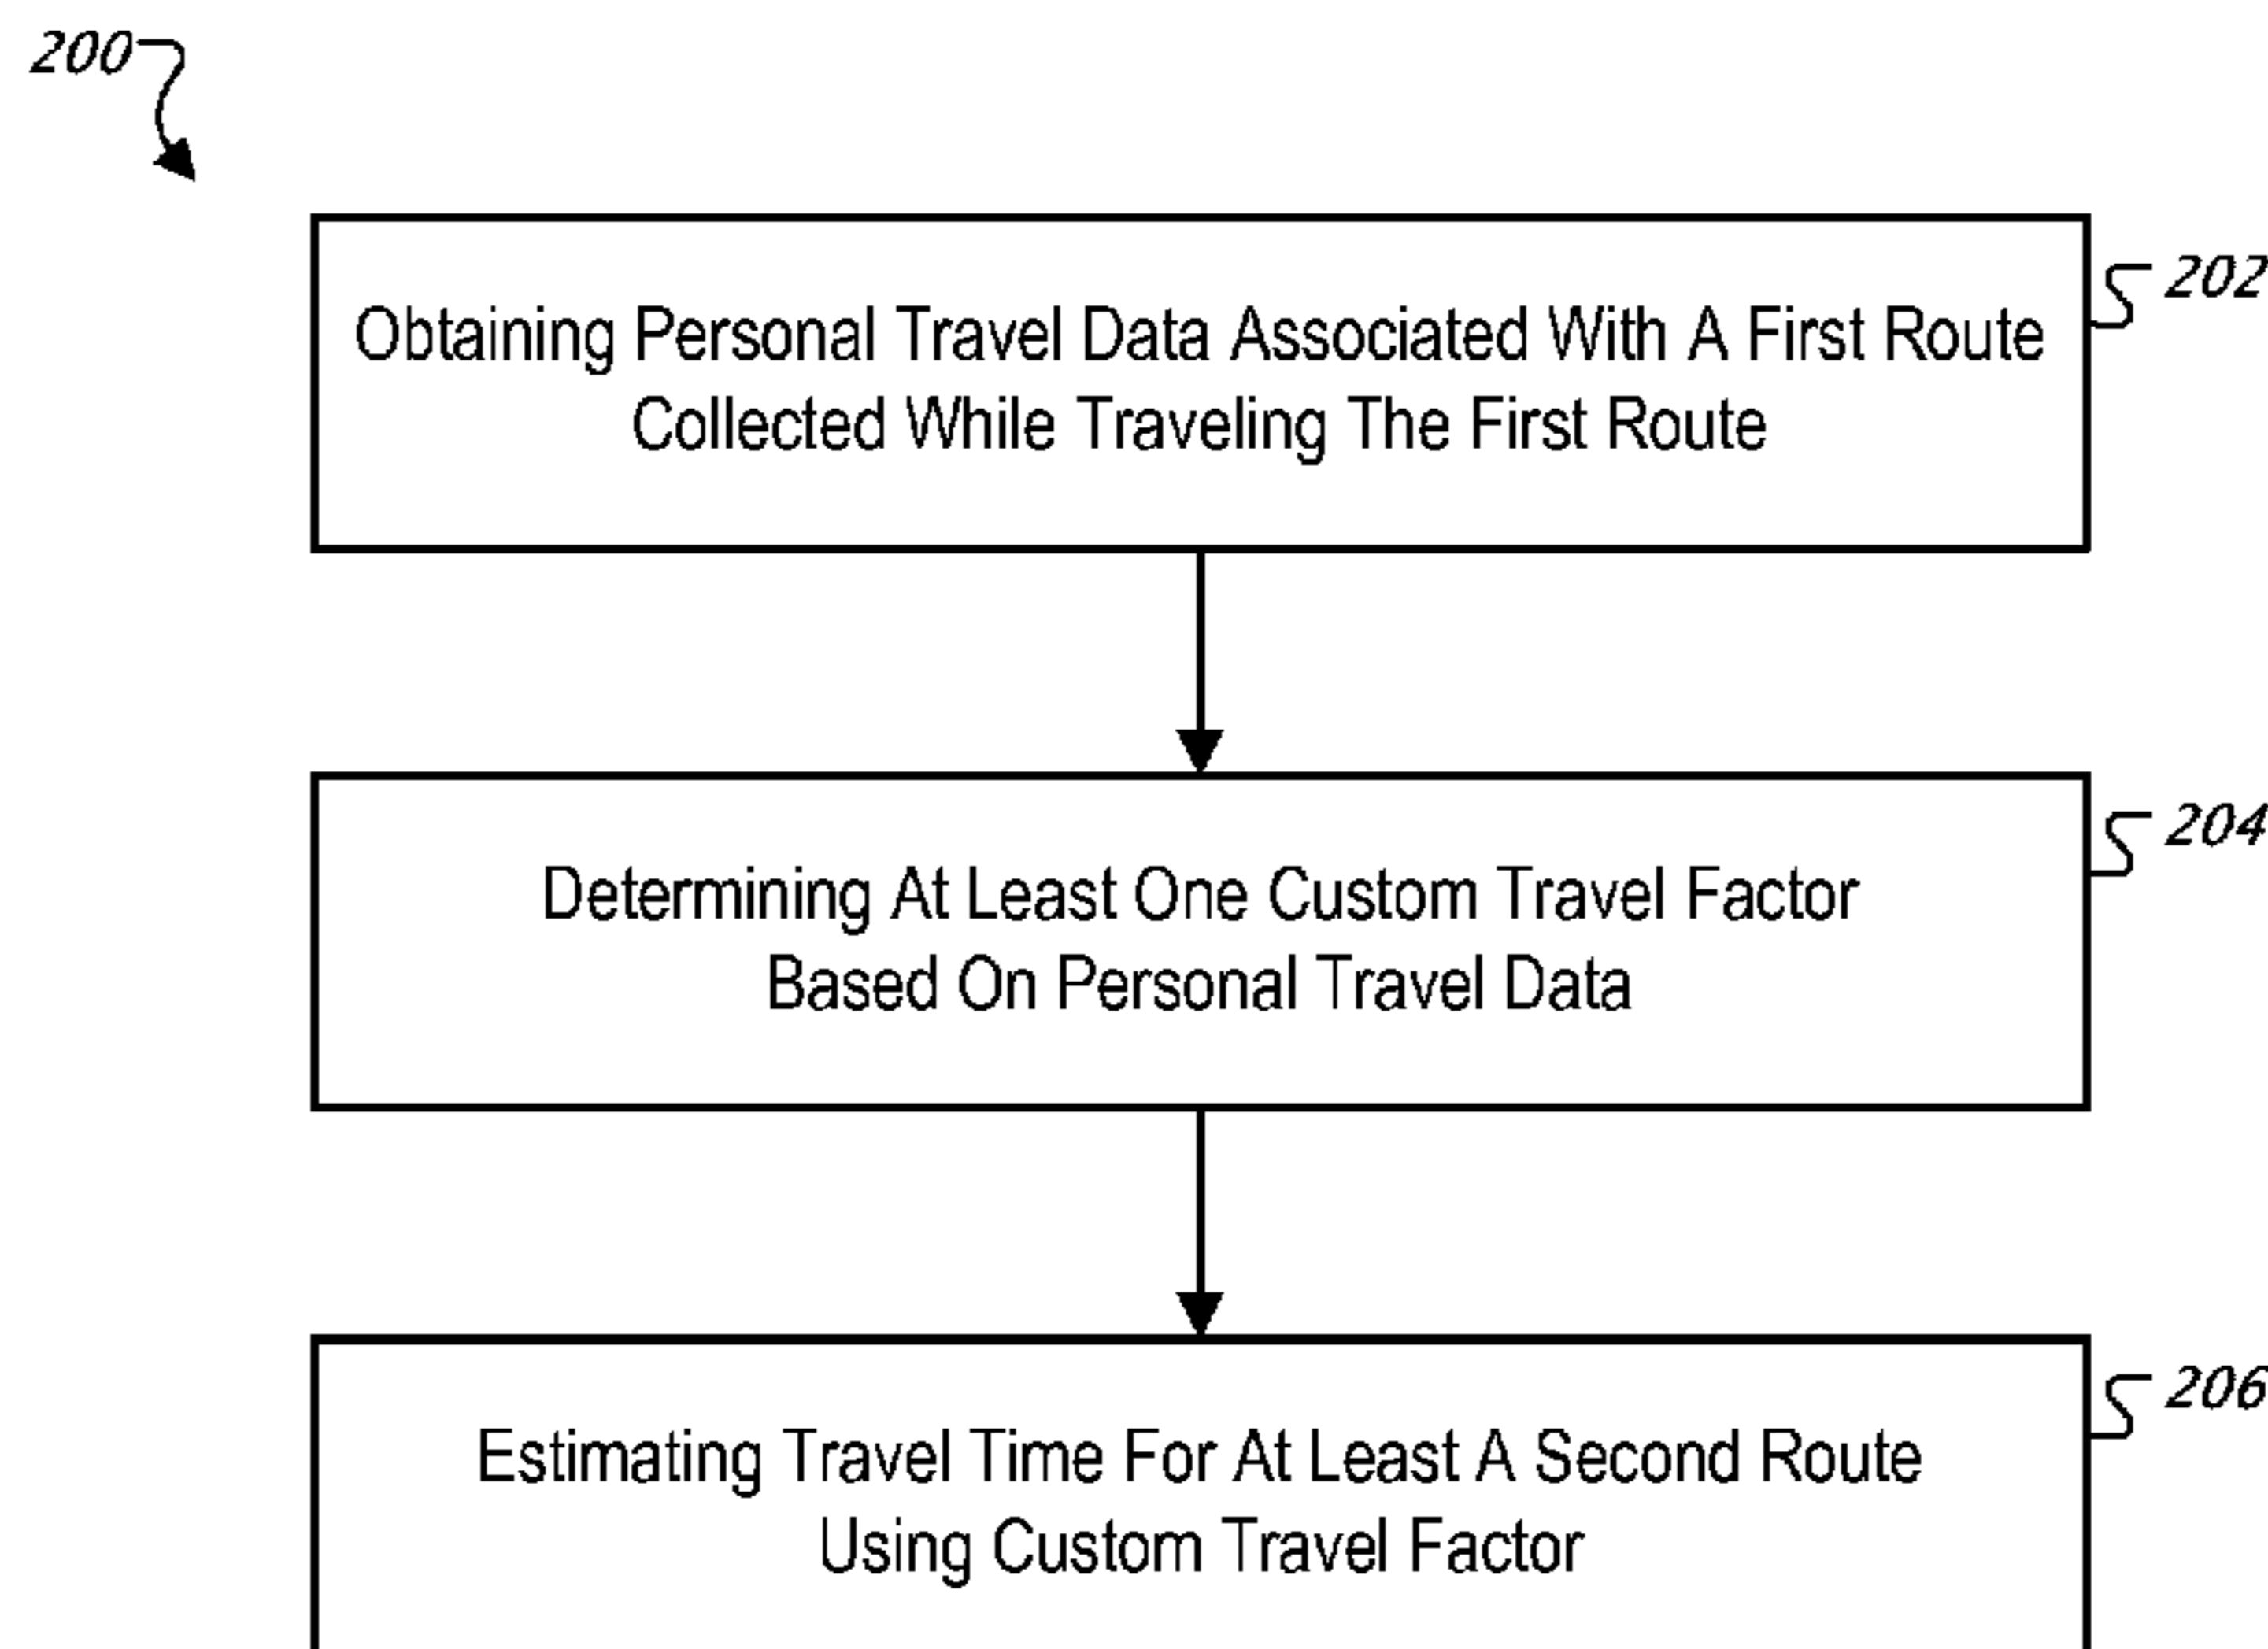 200
Obtaining Personal Travel Data Associated With A First Route
Collected While Traveling The First Route
202
Determining At Least One Custom Travel Factor
Based On Personal Travel Data
204
Estimating Travel Time For At Least A Second Route
Using Custom Travel Factor
206